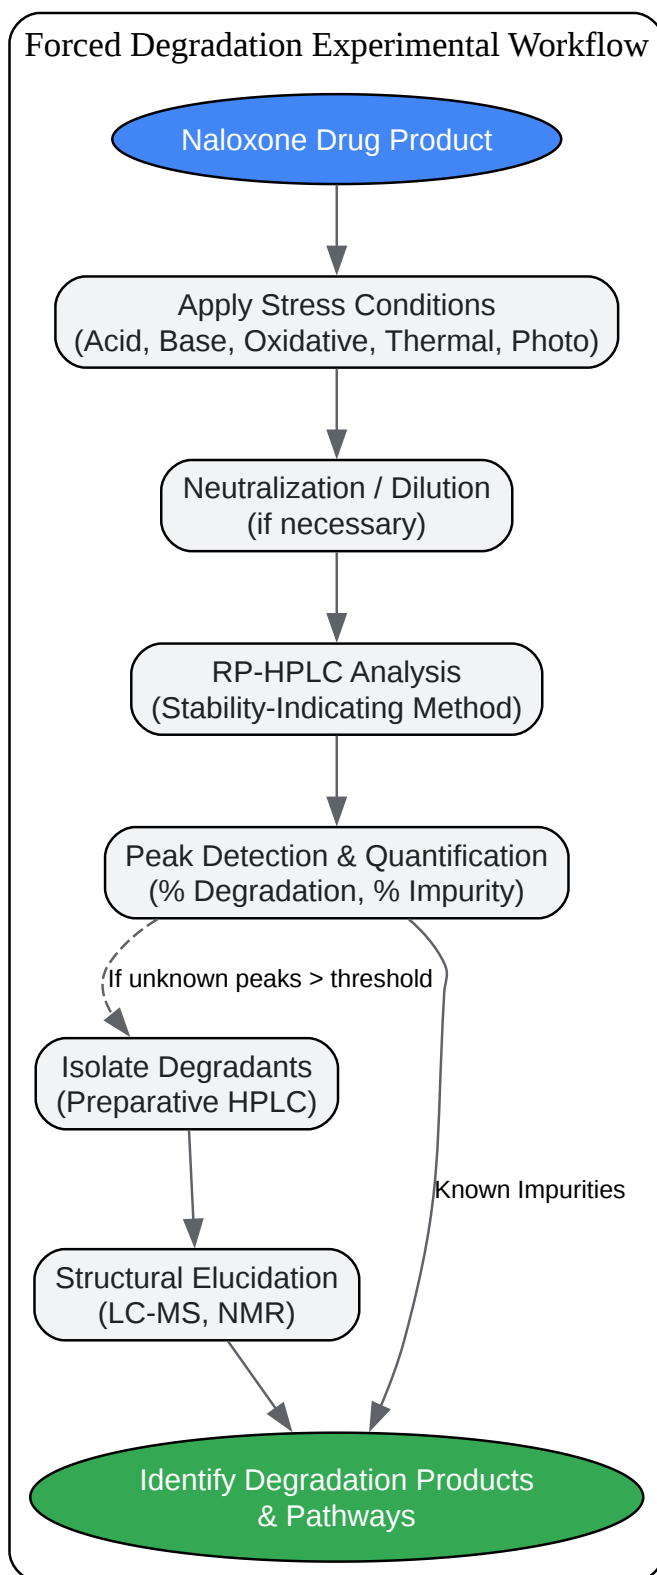 Forced Degradation Experimental Workflow
Naloxone Drug Product
Apply Stress Conditions
(Acid, Base, Oxidative, Thermal, Photo)
Neutralization / Dilution
(if necessary)
RP-HPLC Analysis
(Stability-Indicating Method)
Peak Detection & Quantification
(% Degradation, % Impurity)
If unknown peaks > threshold
Isolate Degradants
(Preparative HPLC)
Known Impurities
Structural Elucidation
(LC-MS, NMR)
Identify Degradation Products
& Pathways